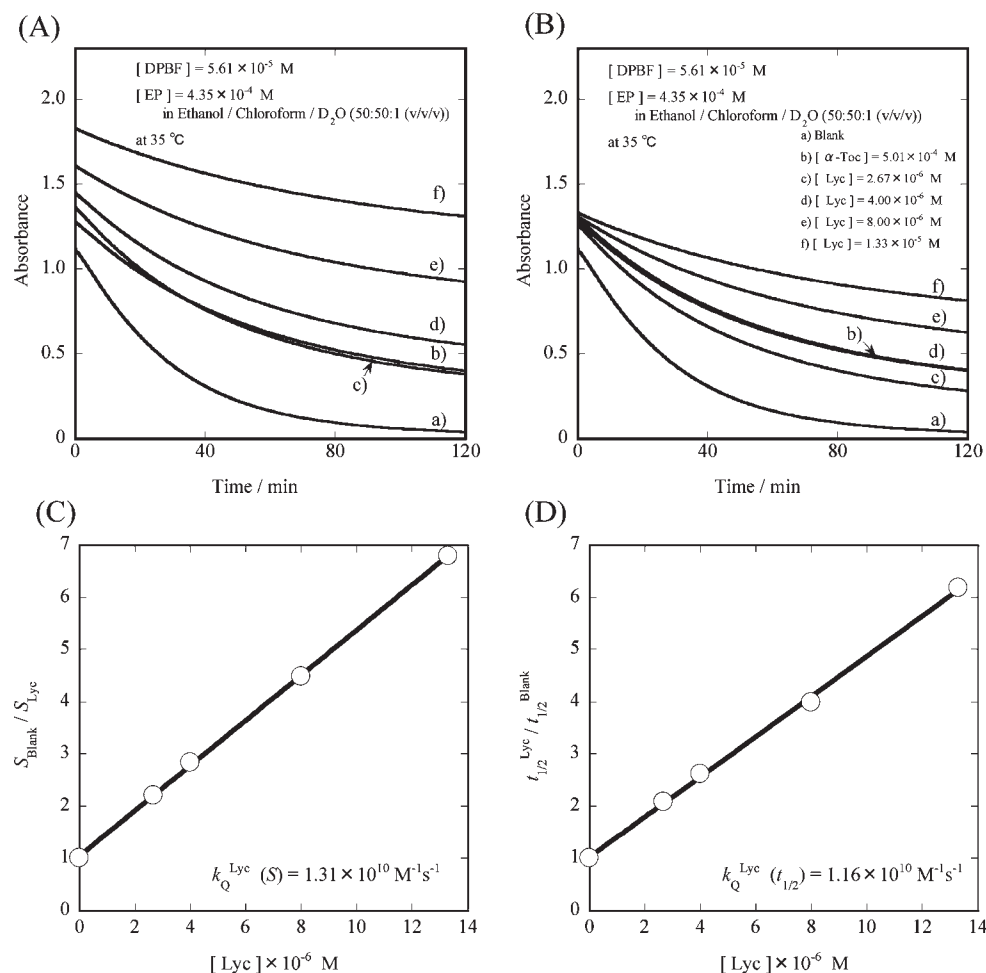 (A)
[ DPBF ] = 5.61 × 10⁻⁵ M
[ EP ] = 4.35 × 10⁻⁴ M
in Ethanol / Chloroform / D₂O (50:50:1 (v/v/v))
at 35 ℃
2.0
1.5
1.0
0.5
0
Absorbance
f)
e)
d)
b)
c)
a)
0 40 80 120
Time / min
(B)
[ DPBF ] = 5.61 × 10⁻⁵ M
[ EP ] = 4.35 × 10⁻⁴ M
in Ethanol / Chloroform / D₂O (50:50:1 (v/v/v))
at 35 ℃
a) Blank
b) [ α-Toc ] = 5.01 × 10⁻⁴ M
c) [ Lyc ] = 2.67 × 10⁻⁶ M
d) [ Lyc ] = 4.00 × 10⁻⁶ M
e) [ Lyc ] = 8.00 × 10⁻⁶ M
f) [ Lyc ] = 1.33 × 10⁻⁵ M
2.0
1.5
1.0
0.5
0
Absorbance
f)
e)
b)
d)
c)
a)
0 40 80 120
Time / min
(C)
7
6
5
4
3
2
1
0
S_Blank / S_Lyc
k_Q^Lyc (S) = 1.31 × 10¹⁰ M⁻¹s⁻¹
0 2 4 6 8 10 12 14
[ Lyc ] × 10⁻⁶ M
(D)
7
6
5
4
3
2
1
0
t_1/2^Lyc / t_1/2^Blank
k_Q^Lyc (t_1/2) = 1.16 × 10¹⁰ M⁻¹s⁻¹
0 2 4 6 8 10 12 14
[ Lyc ] × 10⁻⁶ M